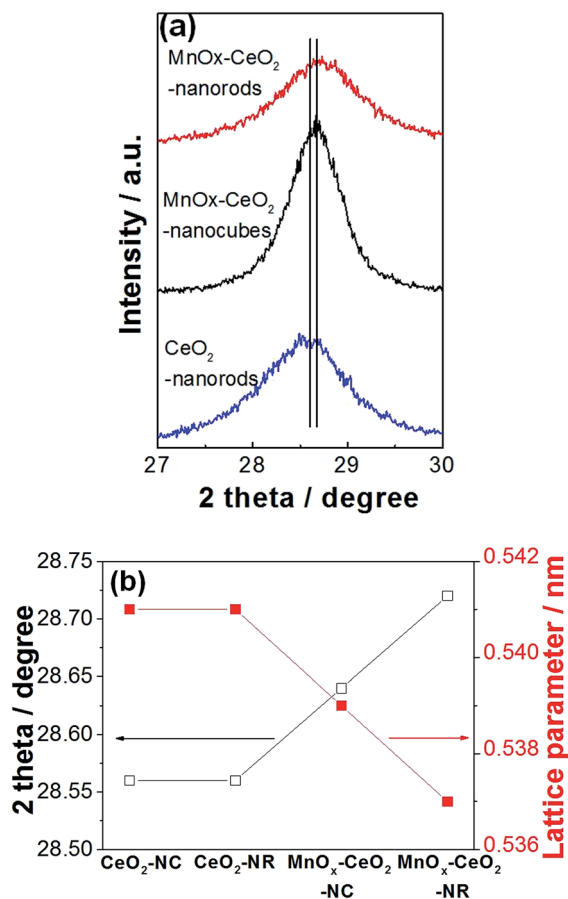 (a)
MnOx-CeO₂
-nanorods
MnOx-CeO₂
-nanocubes
CeO₂
-nanorods
Intensity / a.u.
27 28 29 30
2 theta / degree
(b)
28.75
28.70
28.65
28.60
28.55
28.50
2 theta / degree
0.542
0.540
0.538
0.536
Lattice parameter / nm
CeO₂-NC CeO₂-NR MnOₓ-CeO₂ MnOₓ-CeO₂
-NC -NR